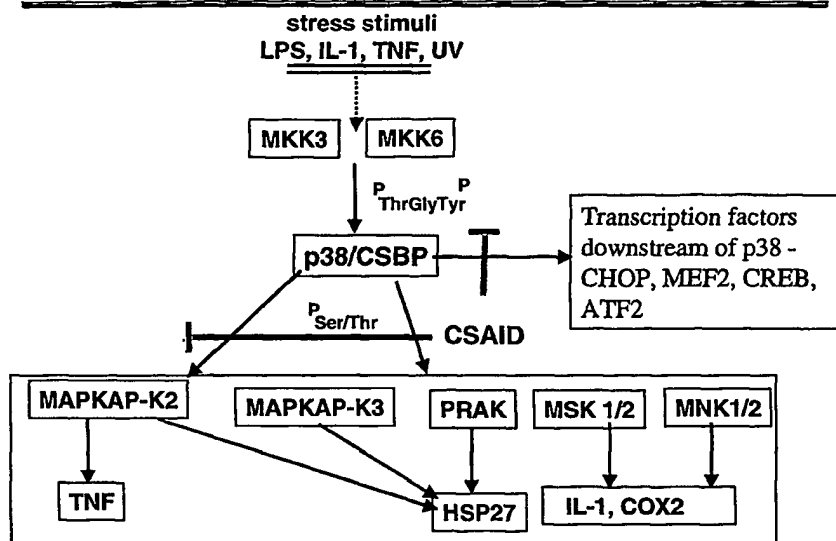 stress stimuli
LPS, IL-1, TNF, UV
MKK3
MKK6
P
P
ThrGlyTyr
p38/CSBP
Transcription factors
downstream of p38 -
CHOP, MEF2, CREB,
ATF2
P
Ser/Thr
CSAID
MAPKAP-K2
MAPKAP-K3
PRAK
MSK 1/2
MNK1/2
TNF
HSP27
IL-1, COX2